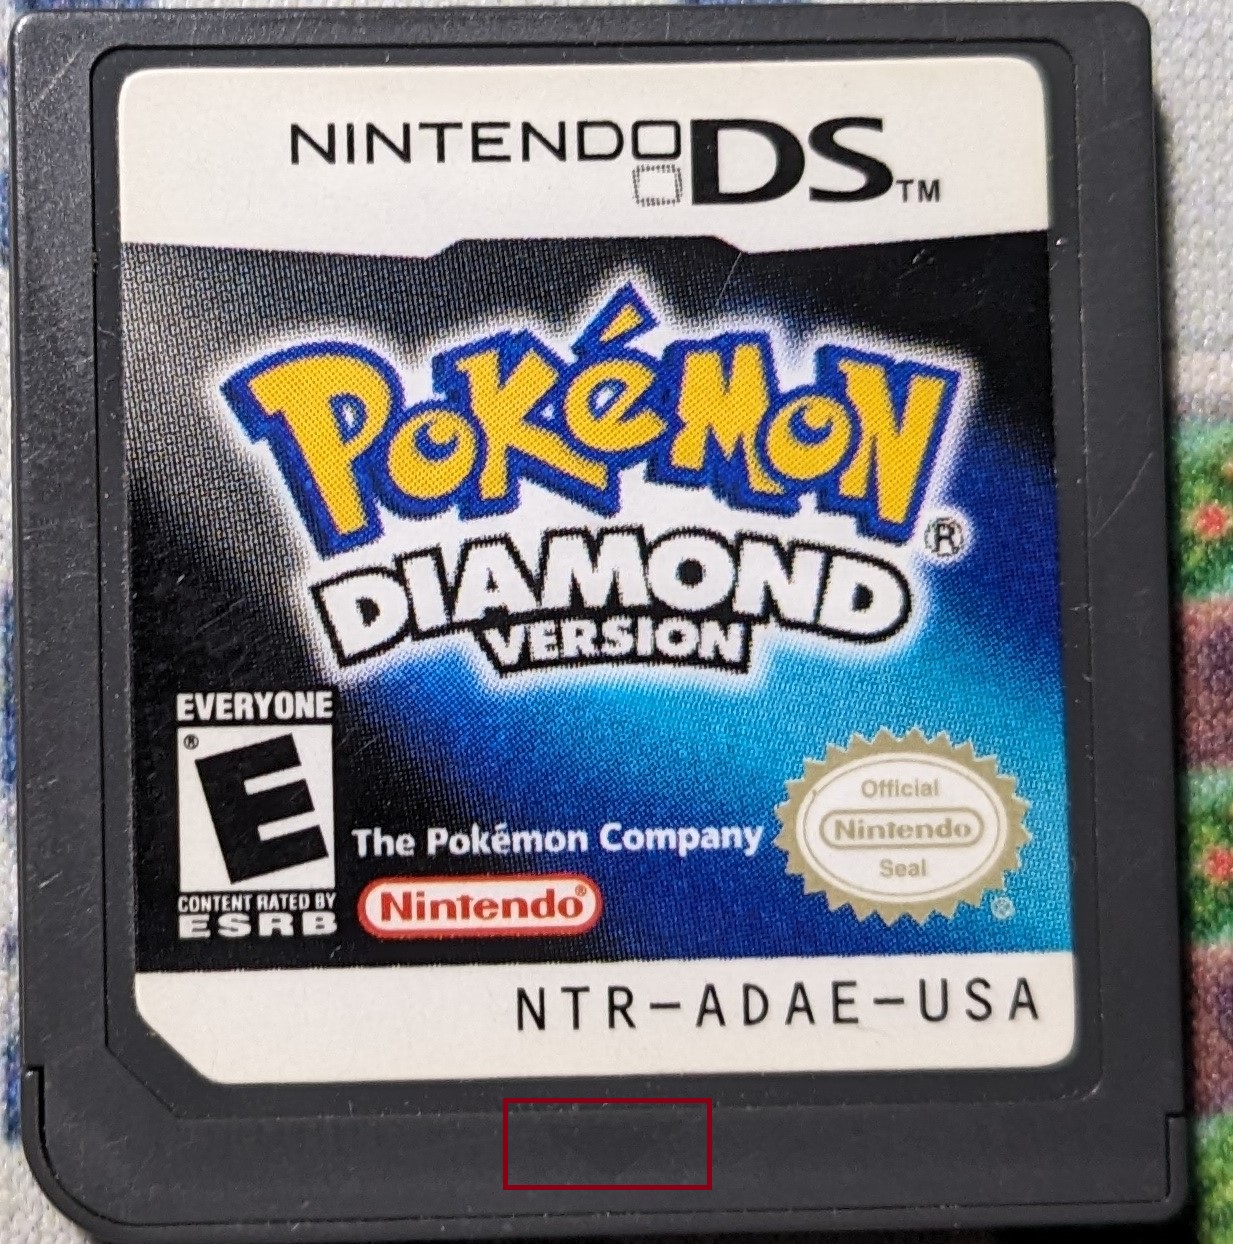 NINTENDO DS TM
POKéMON ®
DIAMOND
VERSION
EVERYONE
® E
CONTENT RATED BY
ESRB
The Pokémon Company
Nintendo®
Official
Nintendo
Seal
®
NTR-ADAE-USA